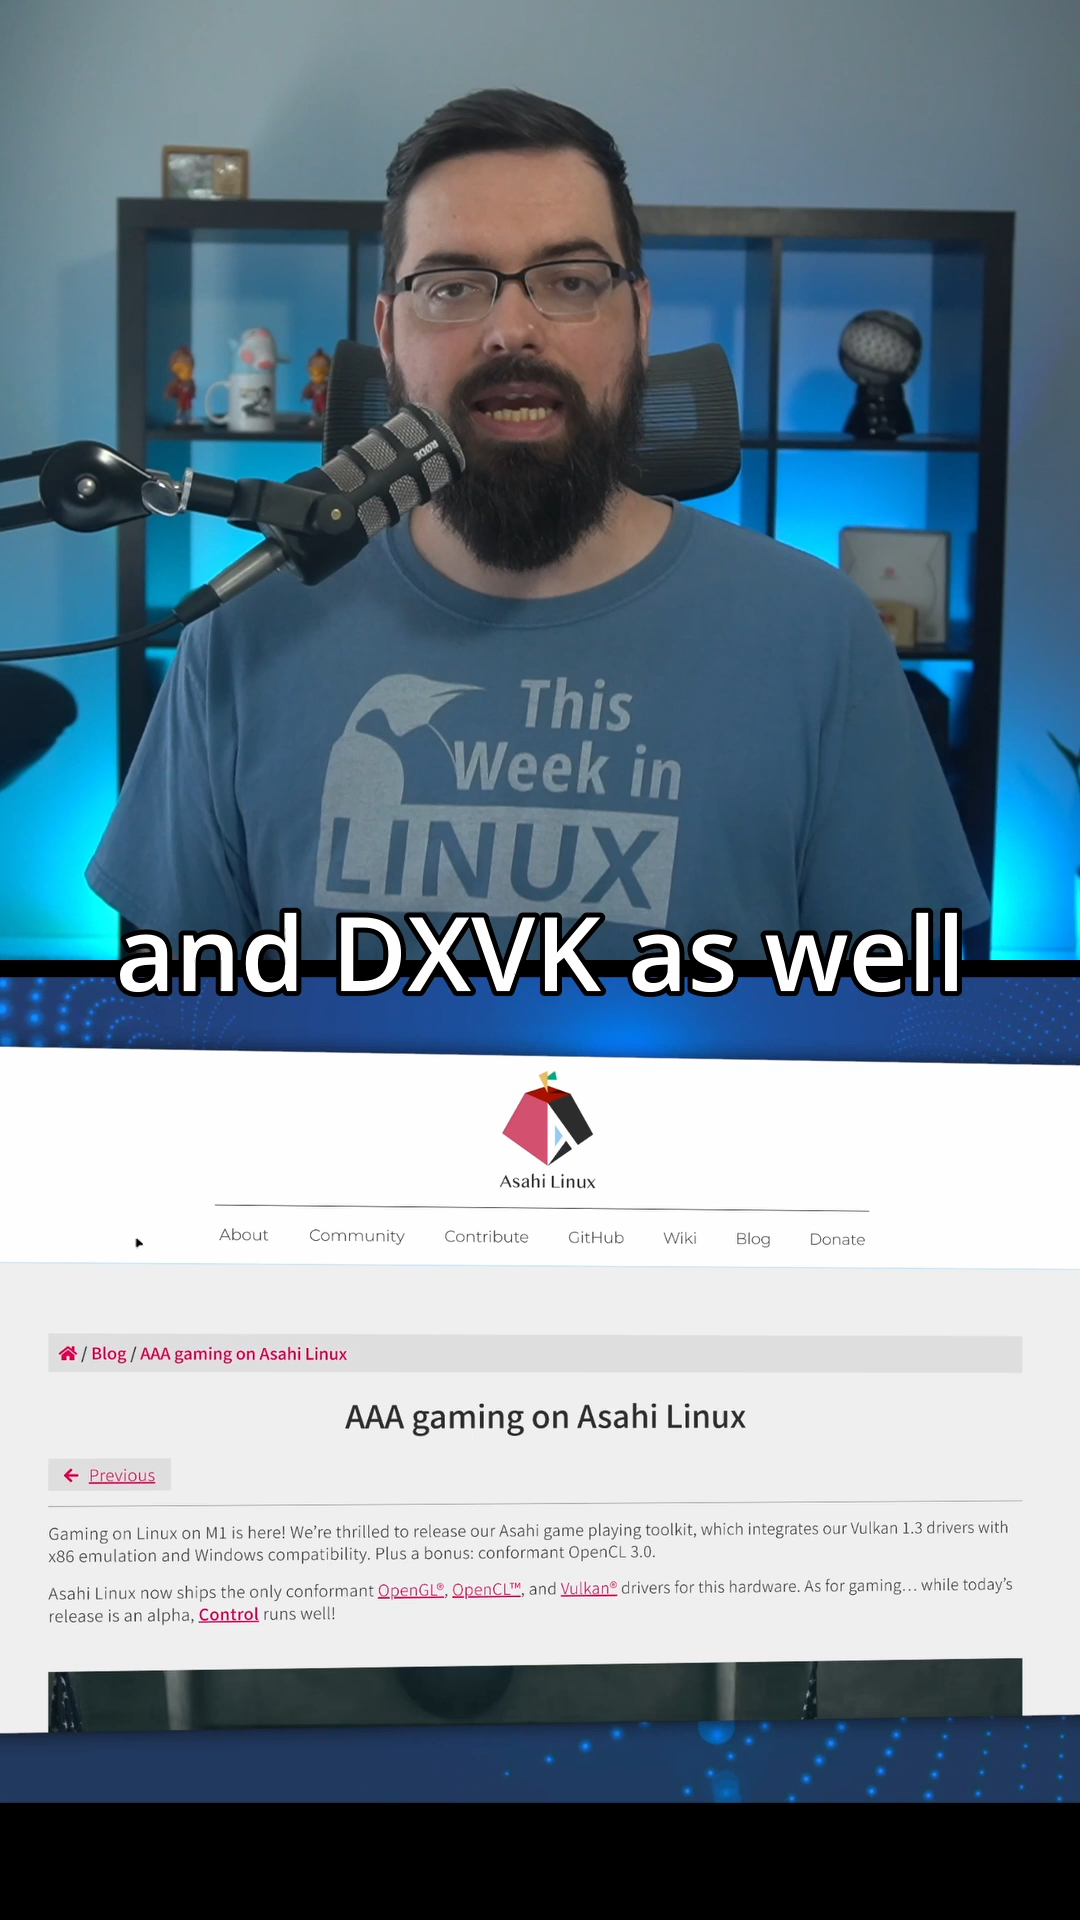 RØDE
This
Week in
LINUX
and DXVK as well
Asahi Linux
About Community Contribute GitHub Wiki Blog Donate
/ Blog / AAA gaming on Asahi Linux
AAA gaming on Asahi Linux
Previous
Gaming on Linux on M1 is here! We’re thrilled to release our Asahi game playing toolkit, which integrates our Vulkan 1.3 drivers with
x86 emulation and Windows compatibility. Plus a bonus: conformant OpenCL 3.0.
Asahi Linux now ships the only conformant OpenGL®, OpenCL™, and Vulkan® drivers for this hardware. As for gaming… while today’s
release is an alpha, Control runs well!